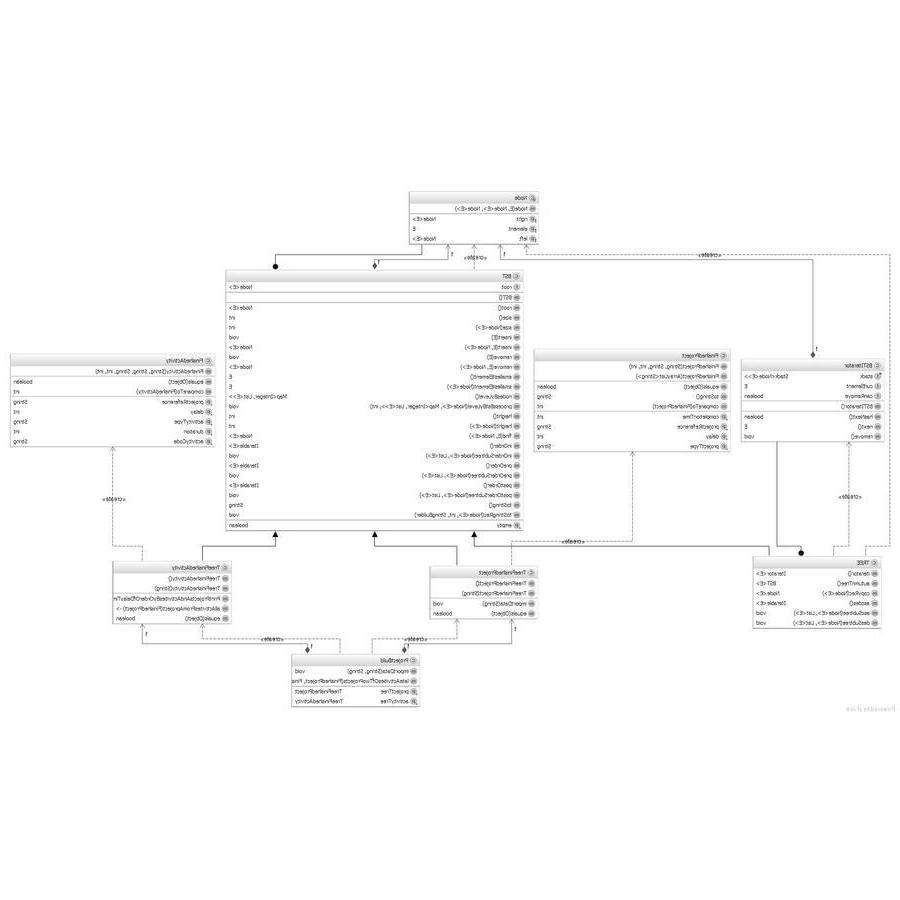 Node
Node(E, Node<E>, Node<E>)
right Node<E>
element E
left Node<E>
1
1
«create»
1
«create»
BST
root Node<E>
BST()
root() Node<E>
size() int
size(Node<E>) int
insert(E) void
insert(E, Node<E>) Node<E>
remove(E) void
remove(E, Node<E>) Node<E>
smallestElement() E
smallestElement(Node<E>) E
nodesByLevel() Map<Integer, List<E>>
processBstByLevel(Node<E>, Map<Integer, List<E>>, int) void
height() int
height(Node<E>) int
find(E, Node<E>) Node<E>
inOrder() Iterable<E>
inOrderSubtree(Node<E>, List<E>) void
preOrder() Iterable<E>
preOrderSubtree(Node<E>, List<E>) void
postOrder() Iterable<E>
postOrderSubtree(Node<E>, List<E>) void
toString() String
toStringRec(Node<E>, int, StringBuilder) void
empty boolean
1
BSTIterator
stack Stack<Node<E>>
curElement E
canRemove boolean
BSTIterator()
hasNext() boolean
next() E
remove() void
FinishedProject
FinishedProject(String, String, int, int)
FinishedProject(ArrayList<String>)
equals(Object) boolean
toString() String
compareTo(FinishedProject) int
completionTime int
projectReference String
delay int
projectType String
FinishedActivity
FinishedActivity(String, String, String, int, int)
equals(Object) boolean
compareTo(FinishedActivity) int
projectReference String
delay int
activityType String
duration int
activityCode String
«create»
«create»
«create»
TREE
iterator() Iterator<E>
autumnTree() BST<E>
copyRec(Node<E>) Node<E>
ascdes() Iterable<E>
ascSubtree(Node<E>, List<E>) void
desSubtree(Node<E>, List<E>) void
TreeFinishedActivity
TreeFinishedActivity()
TreeFinishedActivity(String)
equals(Object) boolean
TreeFinishedProject
TreeFinishedProject()
TreeFinishedProject(String)
importData(String) void
equals(Object) boolean
1
«create»
1
1
«create»
1
ProjectBuild
importData(String, String) void
projectTree TreeFinishedProject
activityTree TreeFinishedActivity
Powered by yFiles